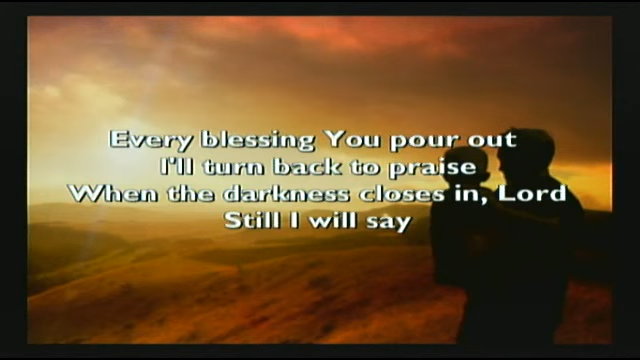 Every blessing You pour out
I'll turn back to praise
When the darkness closes in, Lord
Still I will say